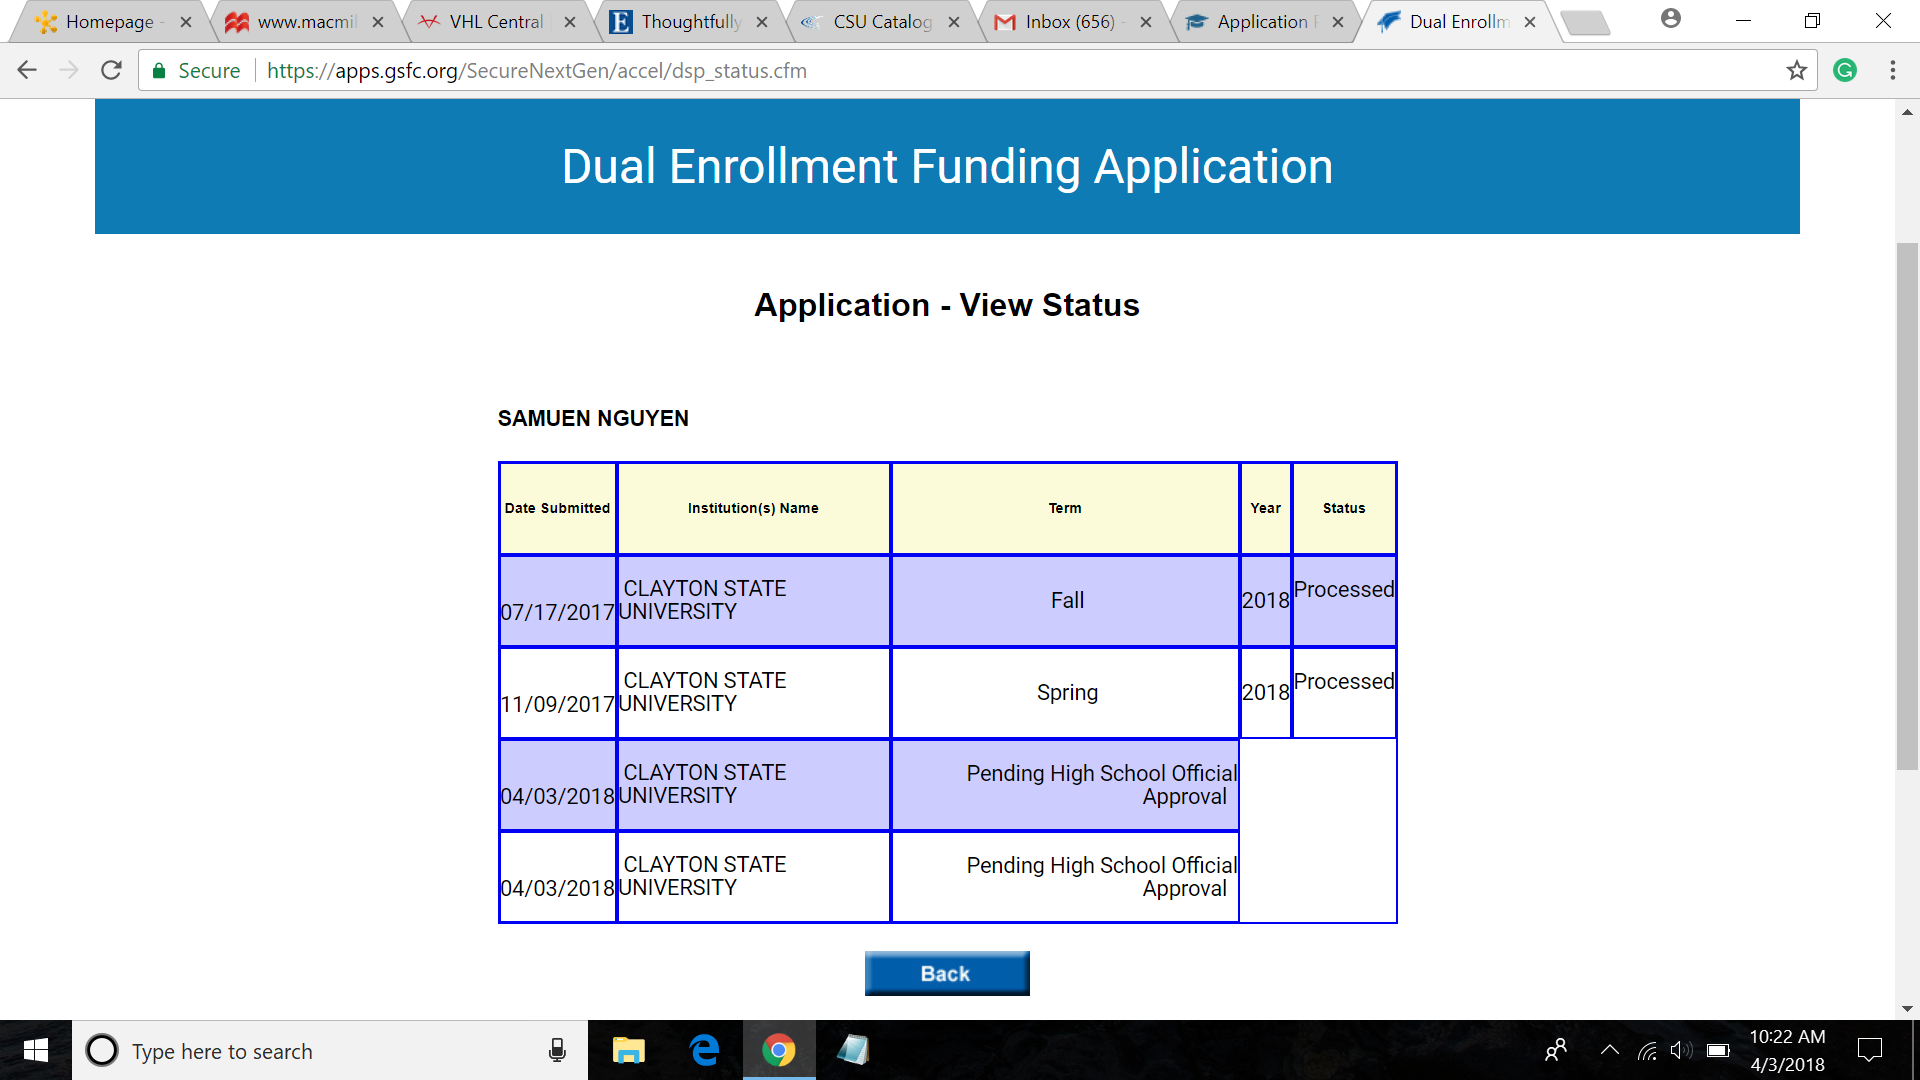 Homepage -
www.macmil
VHL Central
Thoughtfully
CSU Catalog
Inbox (656) -
Application F
Dual Enrollm
Secure
https://apps.gsfc.org/SecureNextGen/accel/dsp_status.cfm
Dual Enrollment Funding Application
Application - View Status
SAMUEN NGUYEN
Date Submitted Institution(s) Name Term Year Status
07/17/2017 CLAYTON STATE
UNIVERSITY Fall 2018 Processed
11/09/2017 CLAYTON STATE
UNIVERSITY Spring 2018 Processed
04/03/2018 CLAYTON STATE
UNIVERSITY
Pending High School Official
Approval
04/03/2018 CLAYTON STATE
UNIVERSITY
Pending High School Official
Approval
Back
Type here to search
10:22 AM
4/3/2018